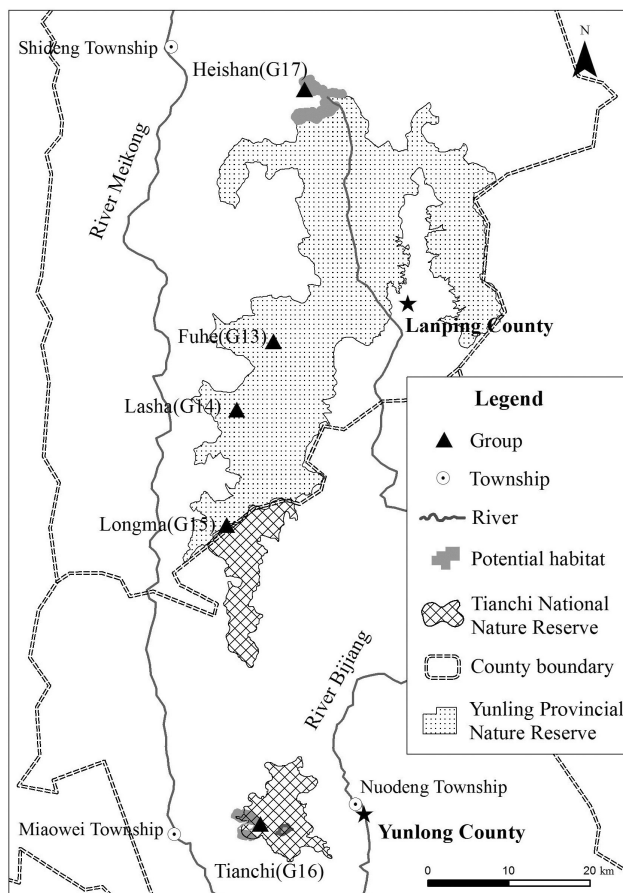 Shideng Township
N
Heishan(G17)
River Meikong
Lanping County
Fuhe(G13)
Lasha(G14)
Longma(G15)
Legend
Group
Township
River
Potential habitat
Tianchi National
Nature Reserve
County boundary
Yunling Provincial
Nature Reserve
River Bijiang
Nuodeng Township
Miaowei Township
Yunlong County
Tianchi(G16)
0 10 20 km